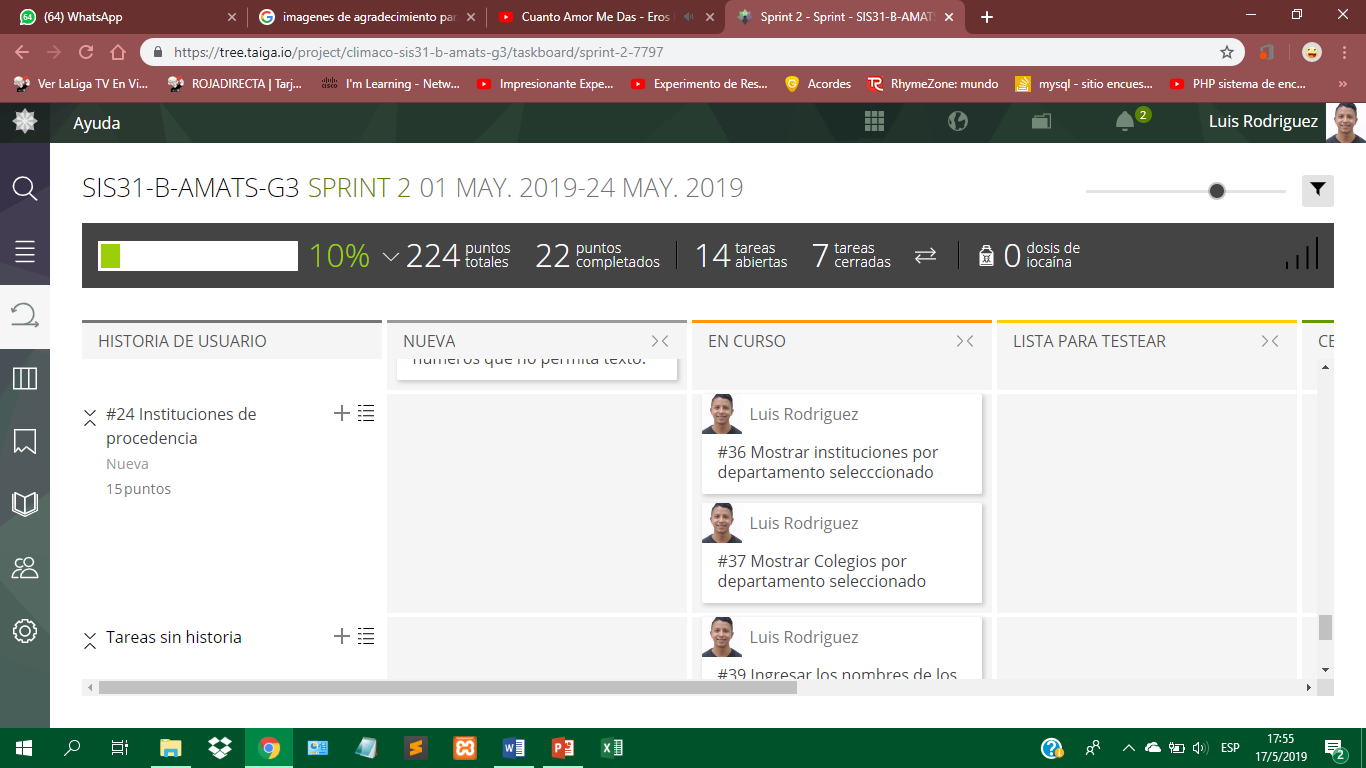 (64) WhatsApp
imagenes de agradecimiento par
Cuanto Amor Me Das - Eros
Sprint 2 - Sprint - SIS31-B-AMATS
https://tree.taiga.io/project/climaco-sis31-b-amats-g3/taskboard/sprint-2-7797
Ver LaLiga TV En Vi...
ROJADIRECTA | Tarj...
I'm Learning - Netw...
Impresionante Expe...
Experimento de Res...
Acordes
RhymeZone: mundo
mysql - sitio encues...
PHP sistema de enc...
»
Ayuda
2
Luis Rodriguez
SIS31-B-AMATS-G3 SPRINT 2 01 MAY. 2019-24 MAY. 2019
10%
224 puntos totales
22 puntos completados
14 tareas abiertas
7 tareas cerradas
0 dosis de iocaína
HISTORIA DE USUARIO
NUEVA
EN CURSO
LISTA PARA TESTEAR
CE
números que no permita texto.
#24 Instituciones de
procedencia
Nueva
15 puntos
Luis Rodriguez
#36 Mostrar instituciones por
departamento selecccionado
Luis Rodriguez
#37 Mostrar Colegios por
departamento seleccionado
Tareas sin historia
Luis Rodriguez
#39 Ingresar los nombres de los
ESP
17:55
17/5/2019
2